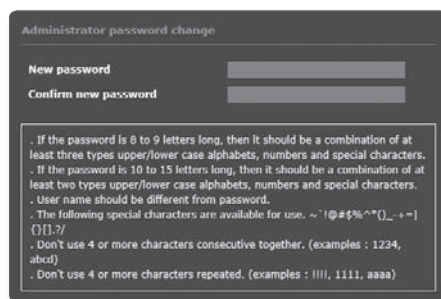 Administrator password change
New password
Confirm new password
. If the password is 8 to 9 letters long, then it should be a combination of at
least three types upper/lower case alphabets, numbers and special characters.
. If the password is 10 to 15 letters long, then it should be a combination of at
least two types upper/lower case alphabets, numbers and special characters.
. User name should be different from password.
. The following special characters are available for use. ~`!@#$%^*()_-+=|
{}[].?/
. Don't use 4 or more characters consecutive together. (examples : 1234,
abcd)
. Don't use 4 or more characters repeated. (examples : !!!!, 1111, aaaa)